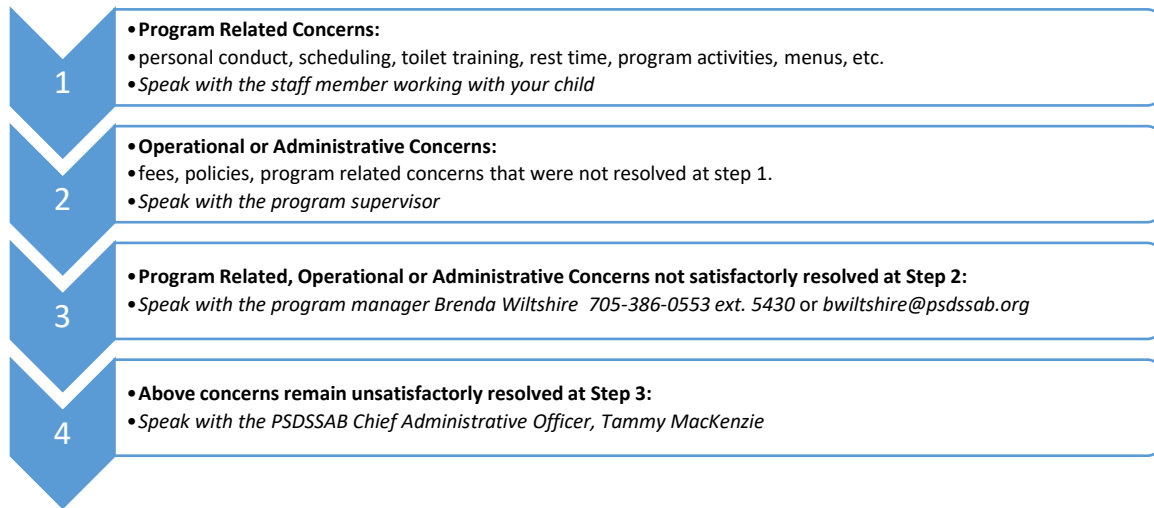 1
•Program Related Concerns:
•personal conduct, scheduling, toilet training, rest time, program activities, menus, etc.
•Speak with the staff member working with your child
2
•Operational or Administrative Concerns:
•fees, policies, program related concerns that were not resolved at step 1.
•Speak with the program supervisor
3
•Program Related, Operational or Administrative Concerns not satisfactorily resolved at Step 2:
•Speak with the program manager Brenda Wiltshire  705-386-0553 ext. 5430 or bwiltshire@psdssab.org
4
•Above concerns remain unsatisfactorily resolved at Step 3:
•Speak with the PSDSSAB Chief Administrative Officer, Tammy MacKenzie